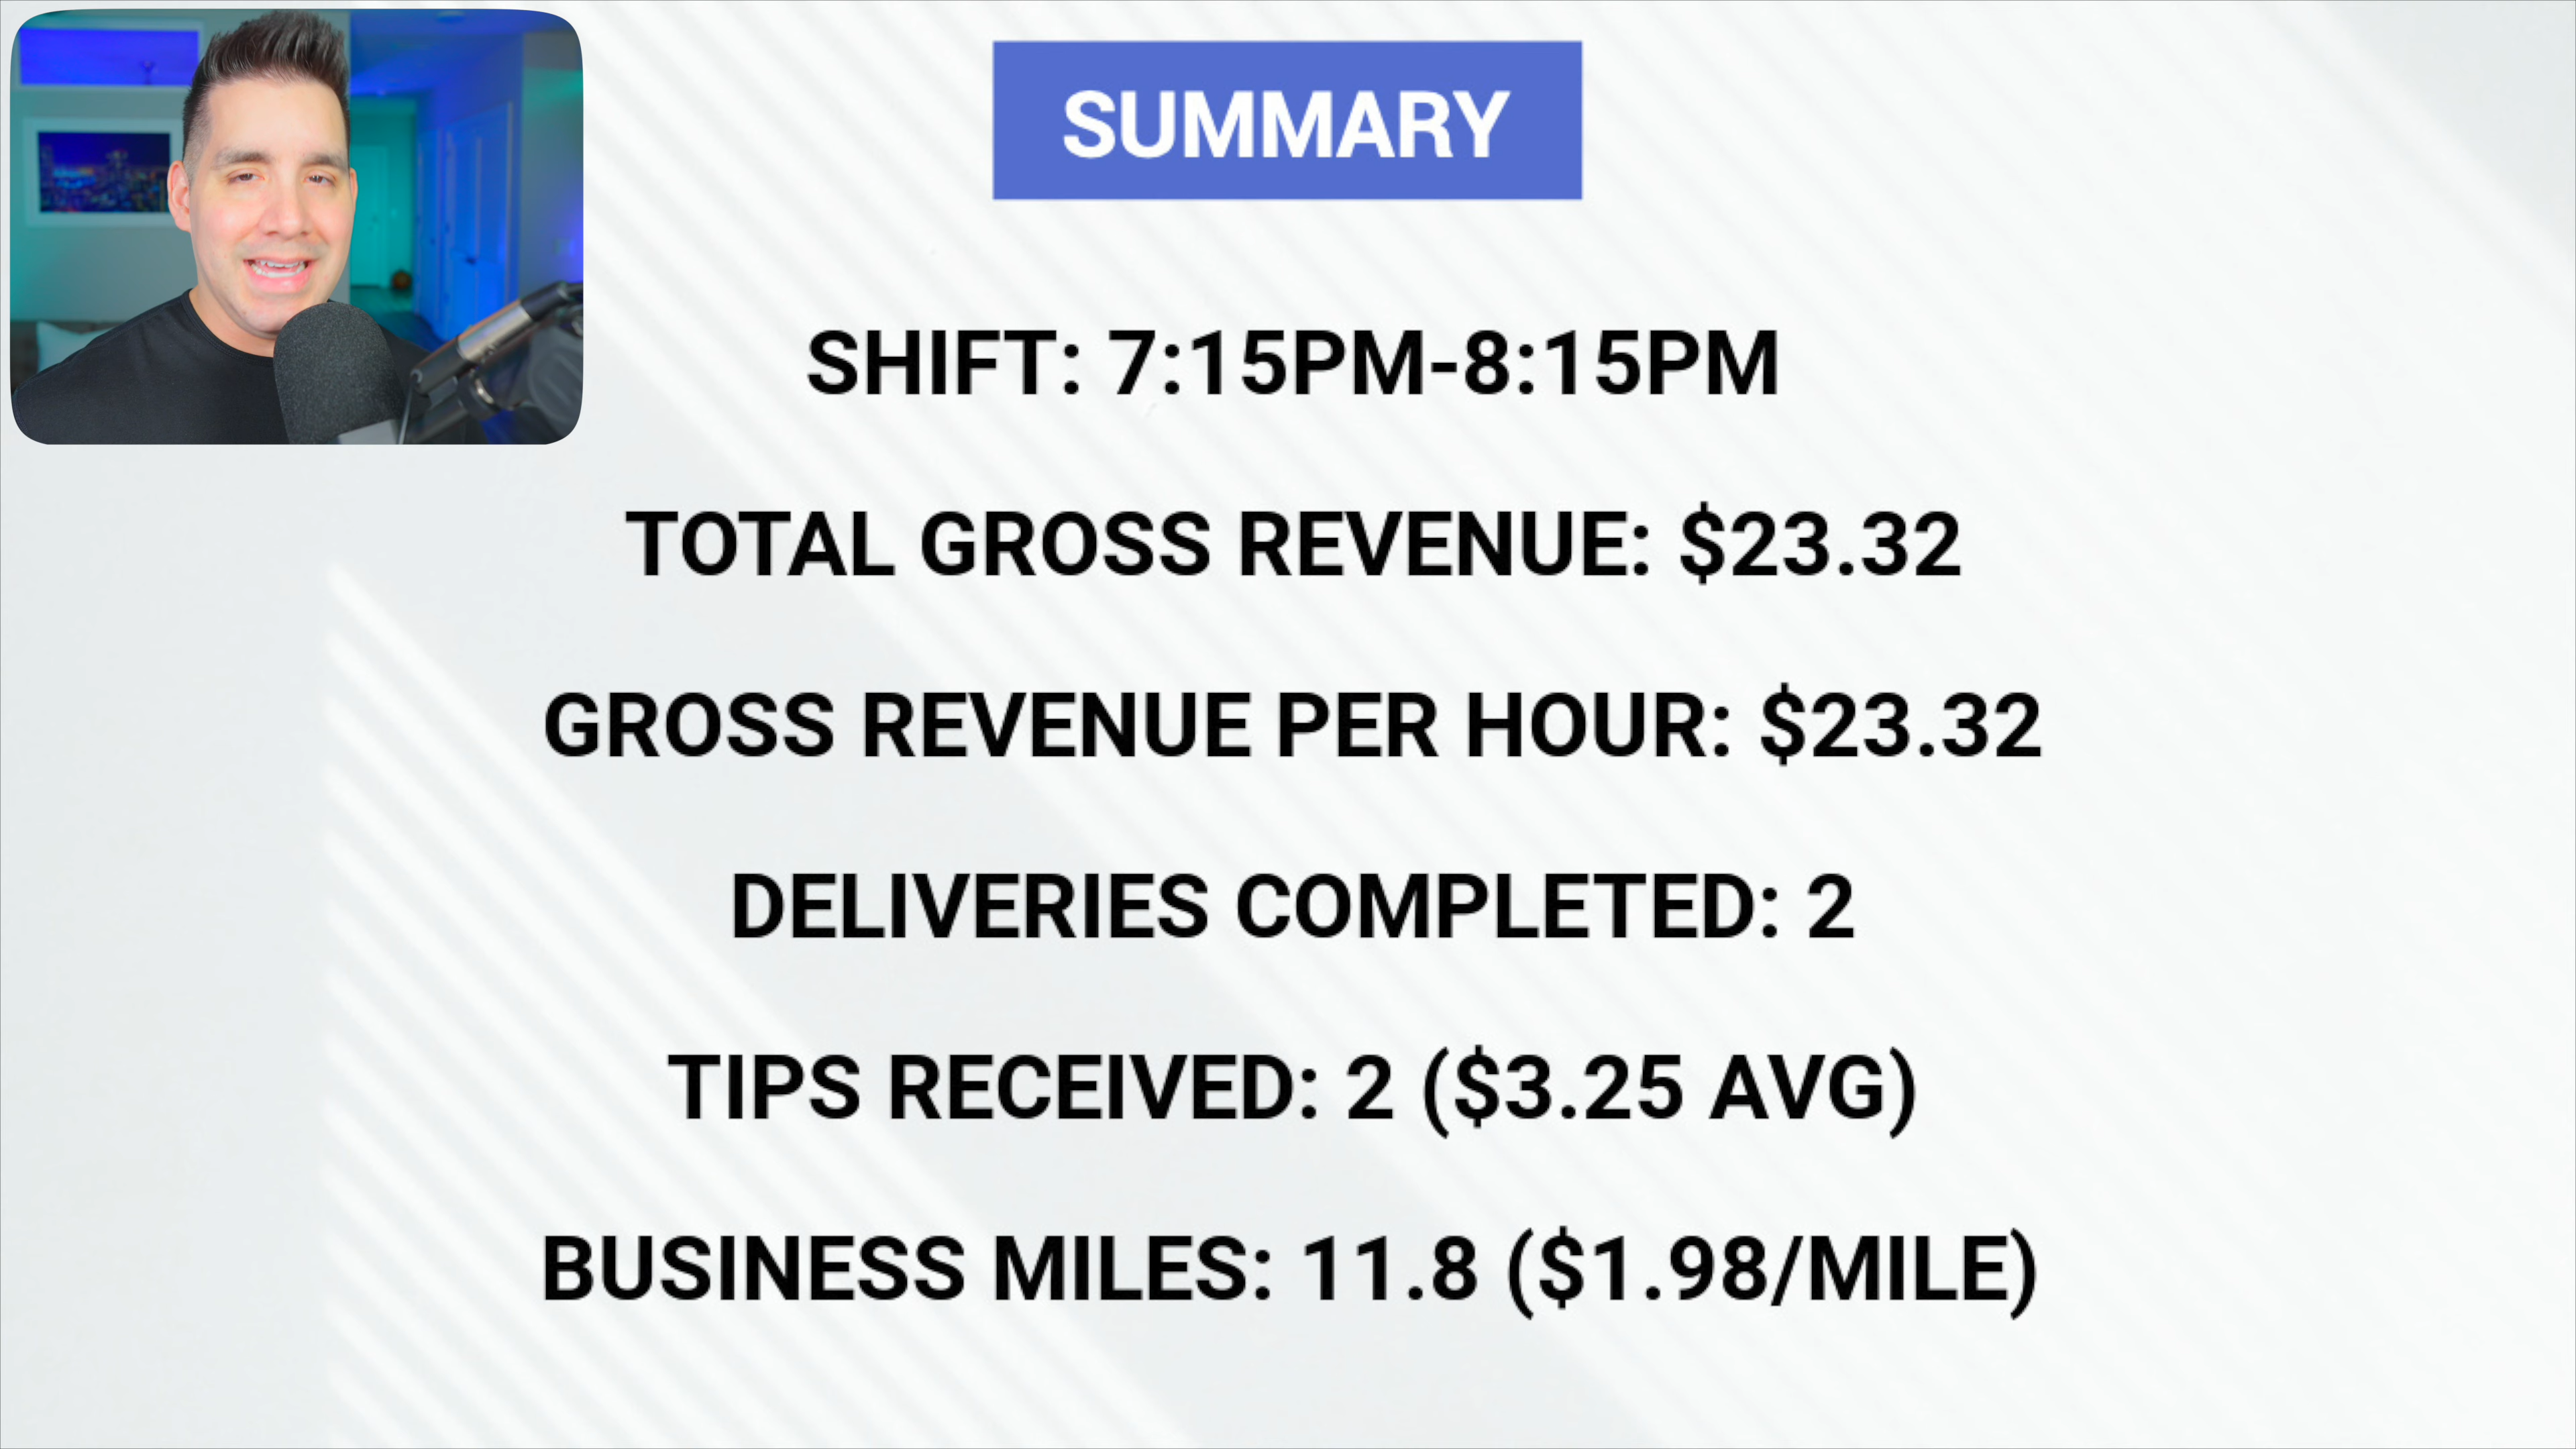 SUMMARY
SHIFT: 7:15PM-8:15PM
TOTAL GROSS REVENUE: $23.32
GROSS REVENUE PER HOUR: $23.32
DELIVERIES COMPLETED: 2
TIPS RECEIVED: 2 ($3.25 AVG)
BUSINESS MILES: 11.8 ($1.98/MILE)